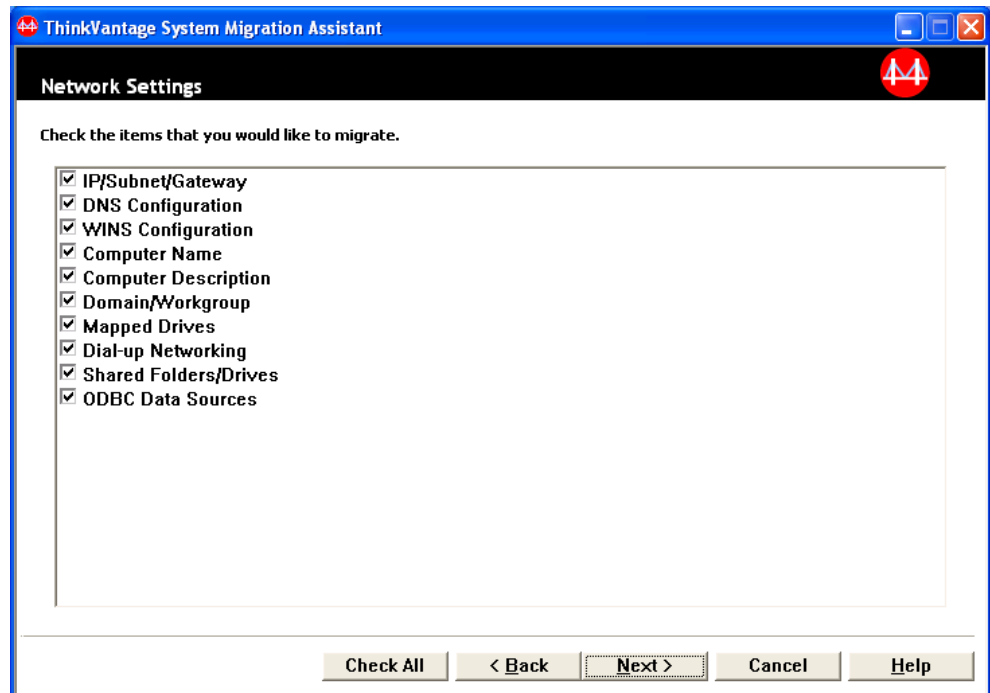 ThinkVantage System Migration Assistant
Network Settings
Check the items that you would like to migrate.
IP/Subnet/Gateway
DNS Configuration
WINS Configuration
Computer Name
Computer Description
Domain/Workgroup
Mapped Drives
Dial-up Networking
Shared Folders/Drives
ODBC Data Sources
Check All < Back Next > Cancel Help